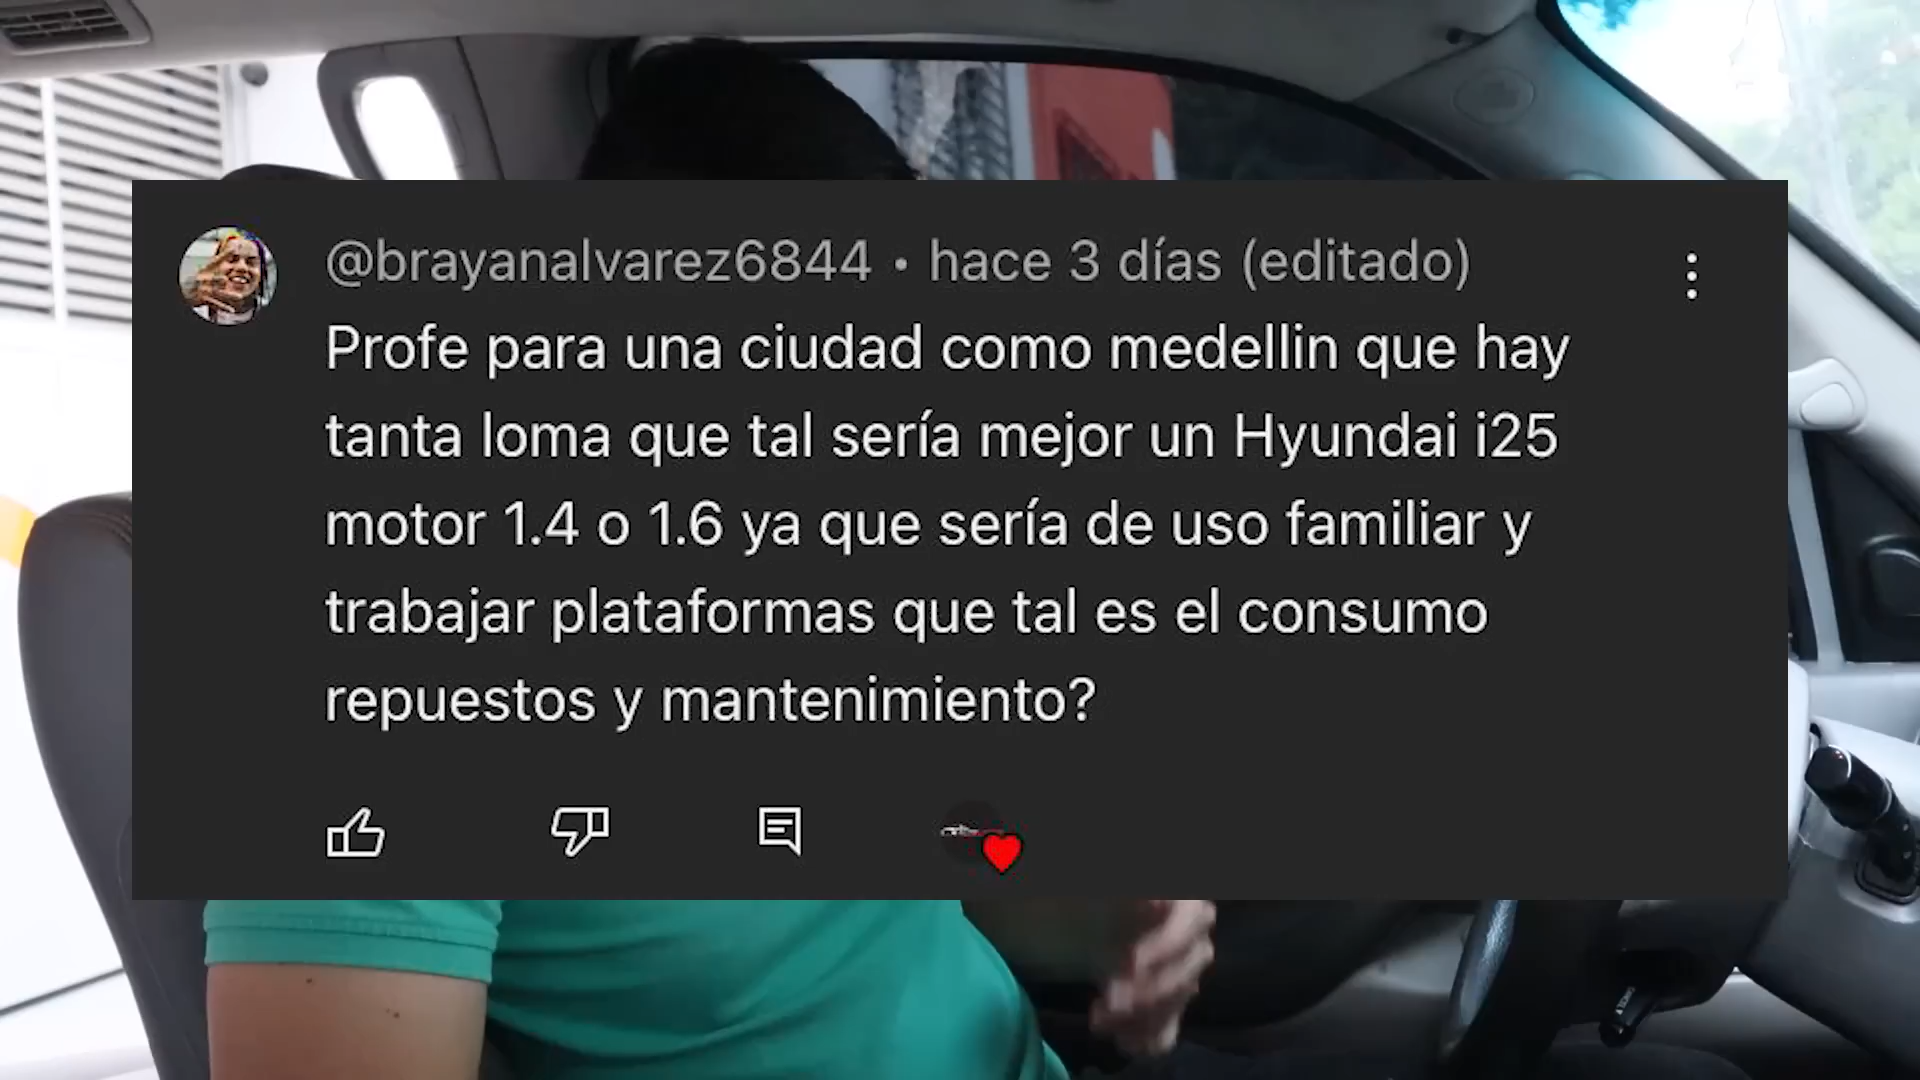 @brayanalvarez6844 • hace 3 días (editado)
Profe para una ciudad como medellin que hay
tanta loma que tal sería mejor un Hyundai i25
motor 1.4 o 1.6 ya que sería de uso familiar y
trabajar plataformas que tal es el consumo
repuestos y mantenimiento?
CANCEL